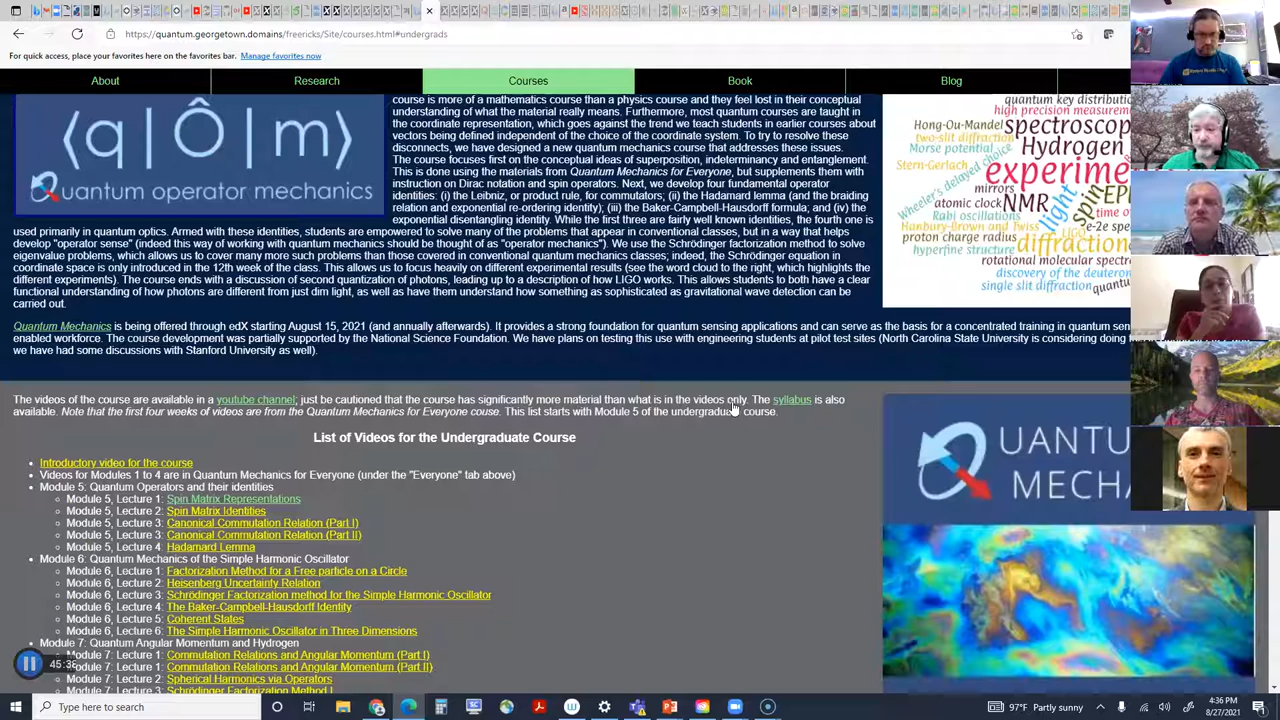 https://quantum.georgetown.domains/freericks/Site/courses.html#undergrads
For quick access, place your favorites here on the favorites bar. Manage favorites now
About
Research
Courses
Book
Blog
⟨q|Ô|m⟩
uantum operator mechanics
course is more of a mathematics course than a physics course and they feel lost in their conceptual
understanding of what the material really means. Furthermore, most quantum courses are taught in
the coordinate representation, which goes against the trend we teach students in earlier courses about
vectors being defined independent of the choice of the coordinate system. To try to resolve these
disconnects, we have designed a new quantum mechanics course that addresses these issues.
The course focuses first on the conceptual ideas of superposition, indeterminancy and entanglement.
This is done using the materials from Quantum Mechanics for Everyone, but supplements them with
instruction on Dirac notation and spin operators. Next, we develop four fundamental operator
identities: (i) the Leibniz, or product rule, for commutators; (ii) the Hadamard lemma (and the braiding
relation and exponential re-ordering identity); (iii) the Baker-Campbell-Hausdorff formula; and (iv) the
exponential disentangling identity. While the first three are fairly well known identities, the fourth one is
used primarily in quantum optics. Armed with these identities, students are empowered to solve many of the problems that appear in conventional classes, but in a way that helps
develop "operator sense" (indeed this way of working with quantum mechanics should be thought of as "operator mechanics"). We use the Schrödinger factorization method to solve
eigenvalue problems, which allows us to cover many more such problems than those covered in conventional quantum mechanics classes; indeed, the Schrödinger equation in
coordinate space is only introduced in the 12th week of the class. This allows us to focus heavily on different experimental results (see the word cloud to the right, which highlights the
different experiments). The course ends with a discussion of second quantization of photons, leading up to a description of how LIGO works. This allows students to both have a clear
functional understanding of how photons are different from just dim light, as well as have them understand how something as sophisticated as gravitational wave detection can be
carried out.
quantum key distribution
high precision measurem
Hong-Ou-Mandel
spectroscop
two-slit diffraction
Morse potential
Hydrogen
Stern-Gerlach
experime
Wheeler's delayed choice
mirrors
NMR
light
spin
EPR
time of
atomic clock
Rabi oscillations
e-2e spe
Hanbury-Brown and Twiss
LIGO
proton charge radius
diffraction
hyperfine structure
rotational molecular spectro
discovery of the deutero
single slit diffraction
quantu
Quantum Mechanics is being offered through edX starting August 15, 2021 (and annually afterwards). It provides a strong foundation for quantum sensing applications and can serve as the basis for a concentrated training in quantum sen
enabled workforce. The course development was partially supported by the National Science Foundation. We have plans on testing this use with engineering students at pilot test sites (North Carolina State University is considering doing
we have had some discussions with Stanford University as well).
The videos of the course are available in a youtube channel; just be cautioned that the course has significantly more material than what is in the videos only. The syllabus is also
available. Note that the first four weeks of videos are from the Quantum Mechanics for Everyone couse. This list starts with Module 5 of the undergraduate course.
List of Videos for the Undergraduate Course
Introductory video for the course
Videos for Modules 1 to 4 are in Quantum Mechanics for Everyone (under the "Everyone" tab above)
Module 5: Quantum Operators and their identities
Module 5, Lecture 1: Spin Matrix Representations
Module 5, Lecture 2: Spin Matrix Identities
Module 5, Lecture 3: Canonical Commutation Relation (Part I)
Module 5, Lecture 3: Canonical Commutation Relation (Part II)
Module 5, Lecture 4: Hadamard Lemma
Module 6: Quantum Mechanics of the Simple Harmonic Oscillator
Module 6, Lecture 1: Factorization Method for a Free particle on a Circle
Module 6, Lecture 2: Heisenberg Uncertainty Relation
Module 6, Lecture 3: Schrödinger Factorization method for the Simple Harmonic Oscillator
Module 6, Lecture 4: The Baker-Campbell-Hausdorff Identity
Module 6, Lecture 5: Coherent States
Module 6, Lecture 6: The Simple Harmonic Oscillator in Three Dimensions
Module 7: Quantum Angular Momentum and Hydrogen
Module 7, Lecture 1: Commutation Relations and Angular Momentum (Part I)
Module 7, Lecture 1: Commutation Relations and Angular Momentum (Part II)
Module 7, Lecture 2: Spherical Harmonics via Operators
Module 7, Lecture 3: Schrödinger Factorization Method I
UANTU
MECHA
45:38
Type here to search
97°F Partly sunny
4:36 PM
8/27/2021